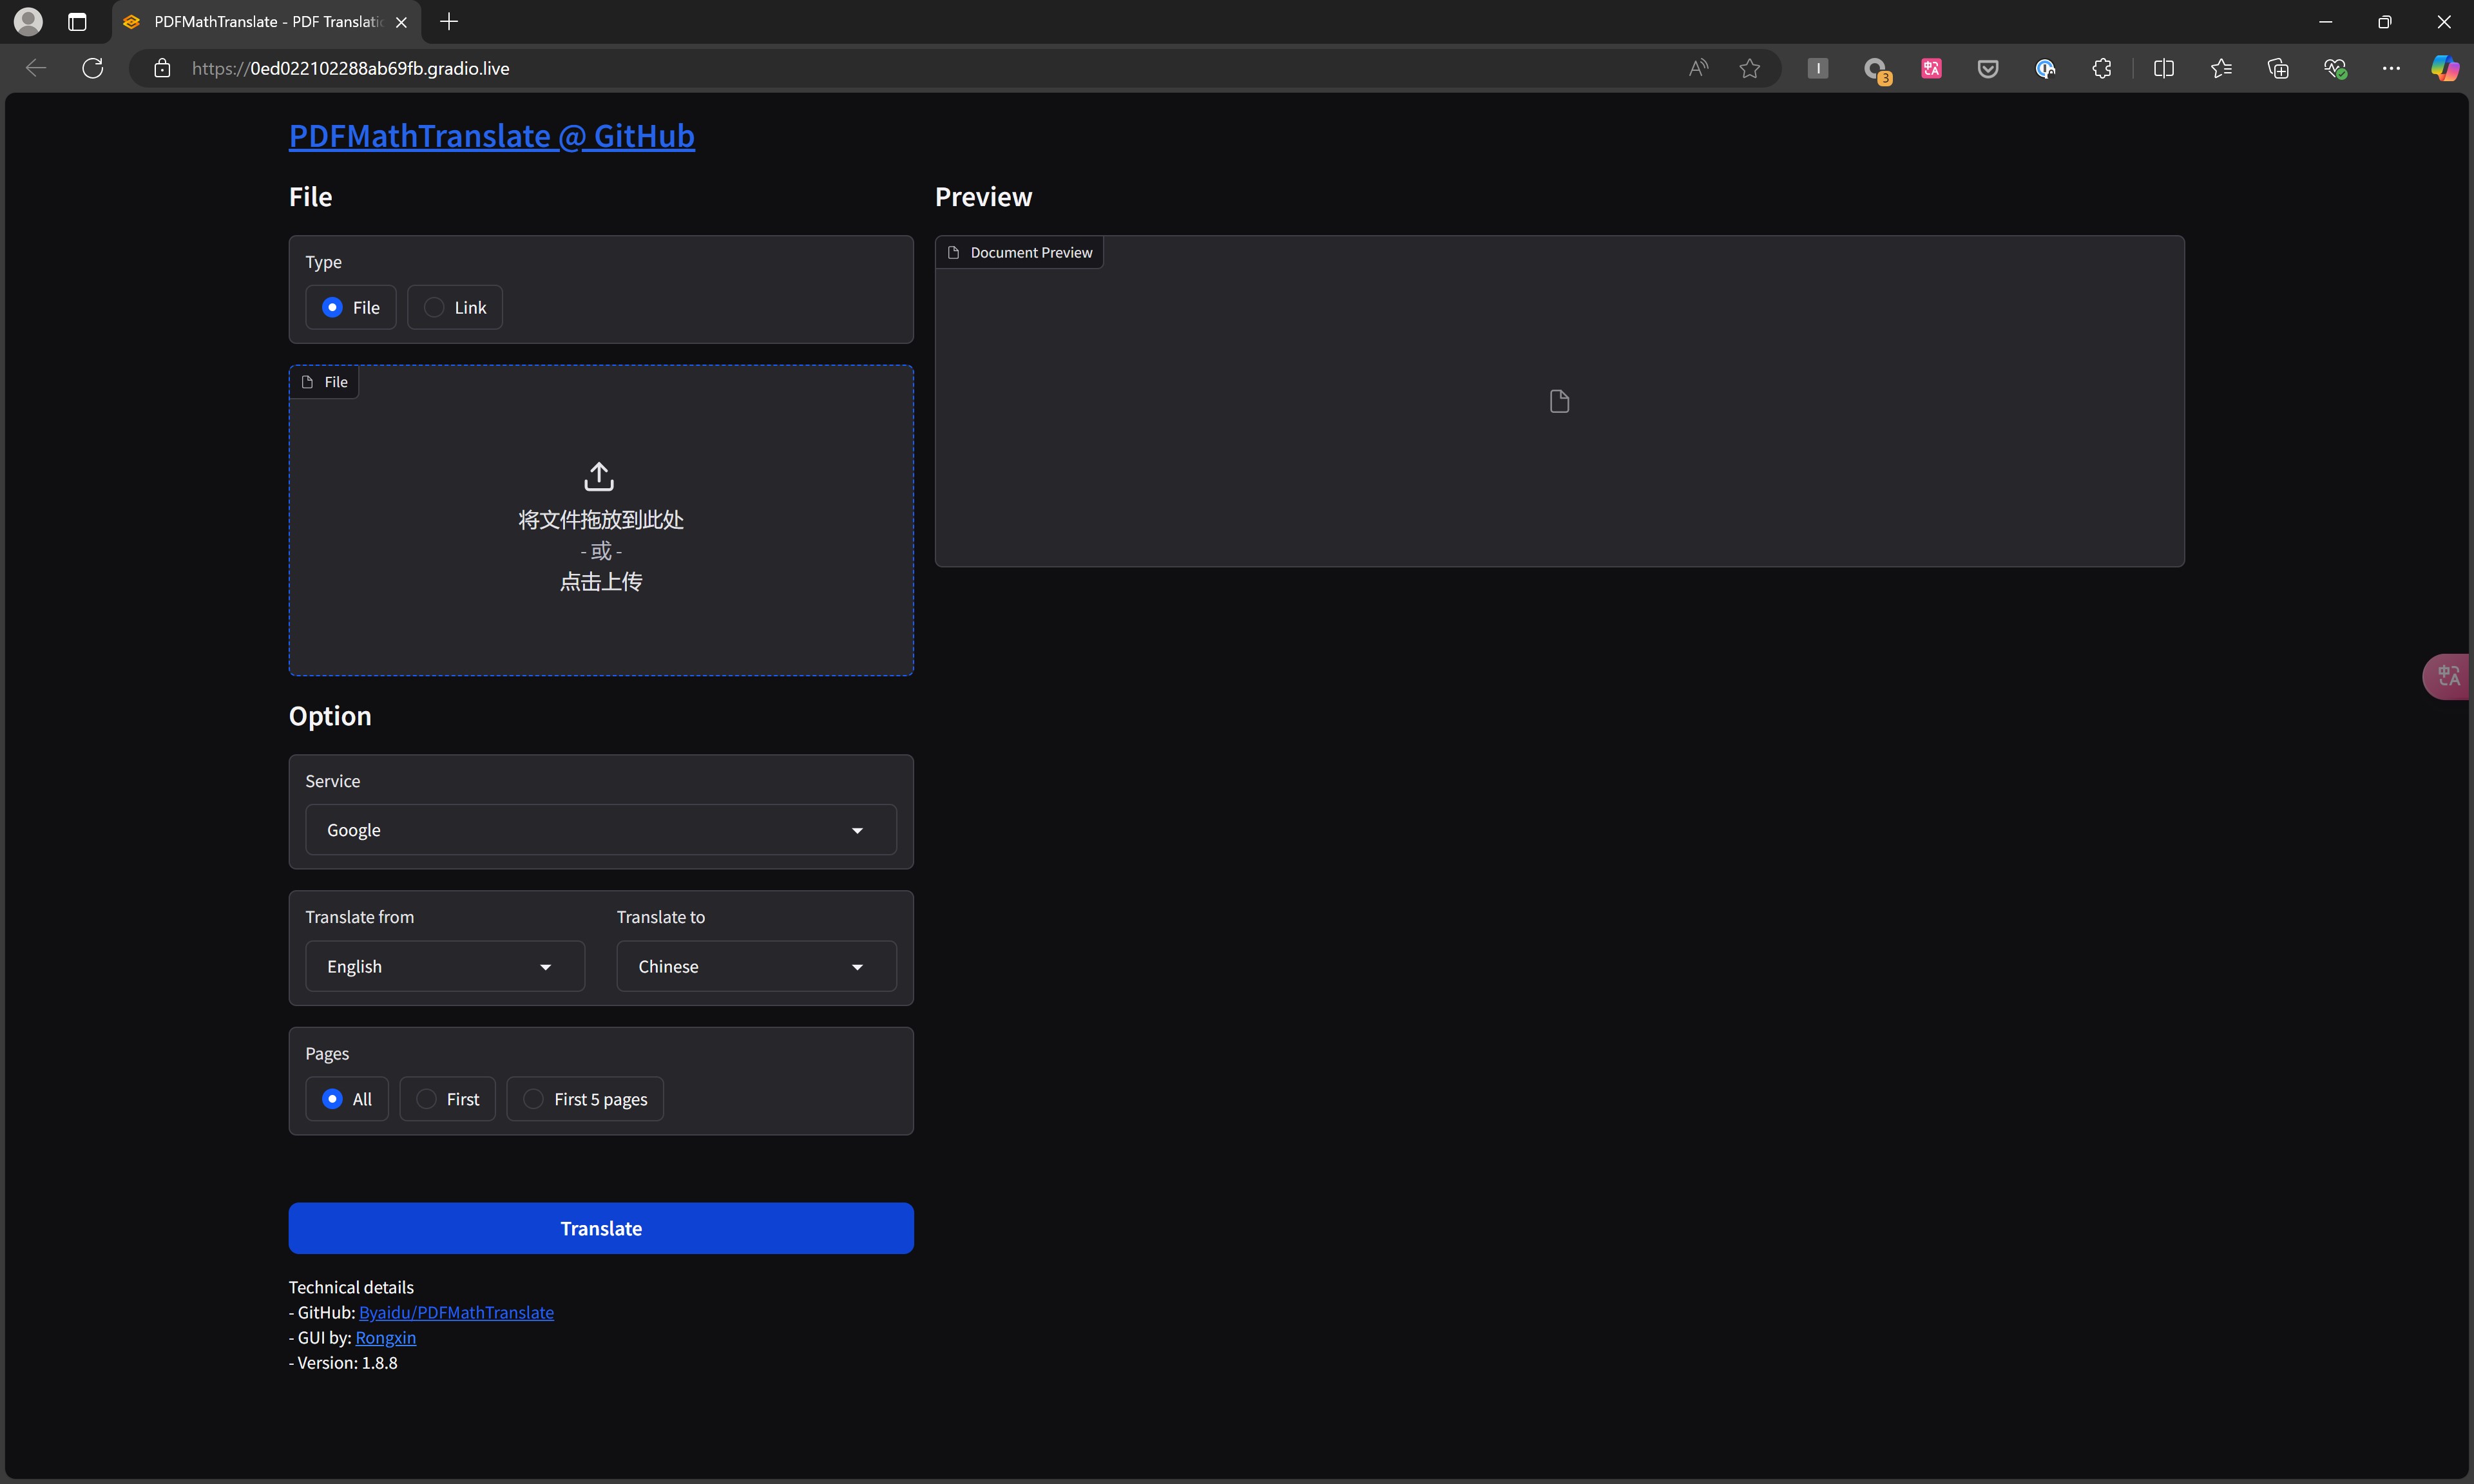 PDFMathTranslate - PDF Translati
https://0ed022102288ab69fb.gradio.live
3
PDFMathTranslate @ GitHub
File
Type
File
Link
File
将文件拖放到此处
- 或 -
点击上传
Option
Service
Google
Translate from
Translate to
English
Chinese
Pages
All
First
First 5 pages
Translate
Technical details
- GitHub: Byaidu/PDFMathTranslate
- GUI by: Rongxin
- Version: 1.8.8
Preview
Document Preview